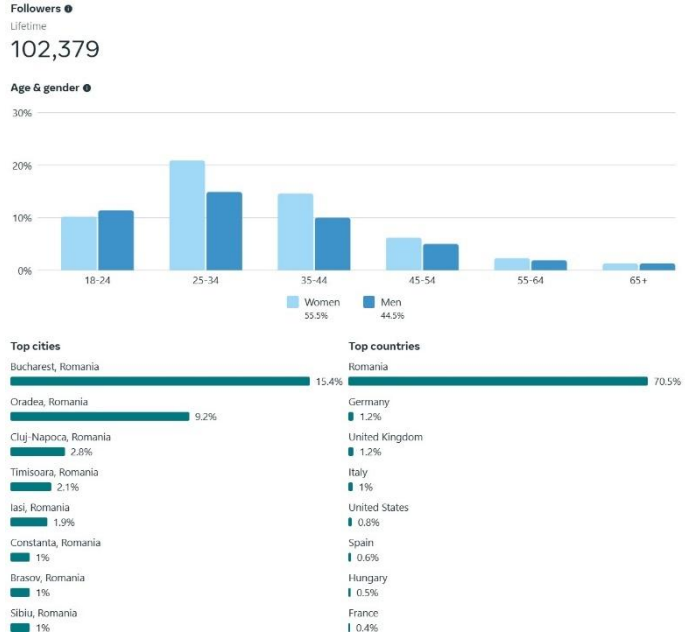 Followers
Lifetime
102,379
Age & gender
30%
20%
10%
0%
18-24 25-34 35-44 45-54 55-64 65+
Women Men
55.5% 44.5%
Top cities
Bucharest, Romania
15.4%
Oradea, Romania
9.2%
Cluj-Napoca, Romania
2.8%
Timisoara, Romania
2.1%
Iasi, Romania
1.9%
Constanta, Romania
1%
Brasov, Romania
1%
Sibiu, Romania
1%
Top countries
Romania
70.5%
Germany
1.2%
United Kingdom
1.2%
Italy
1%
United States
0.8%
Spain
0.6%
Hungary
0.5%
France
0.4%